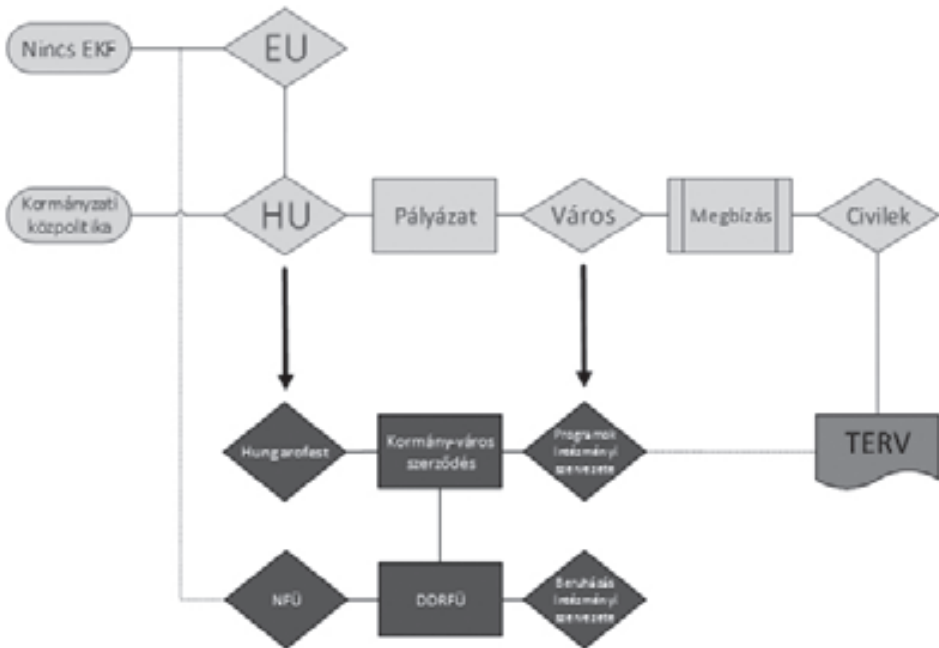 Nincs EKF
EU
Kormányzati
közpolitika
HU
Pályázat
Város
Megbízás
Civilek
Hungarofest
Kormány-város
szerződés
Programok
intézményi
szervezete
TERV
NFÜ
DDRFÜ
Beruházás
intézményi
szervezete